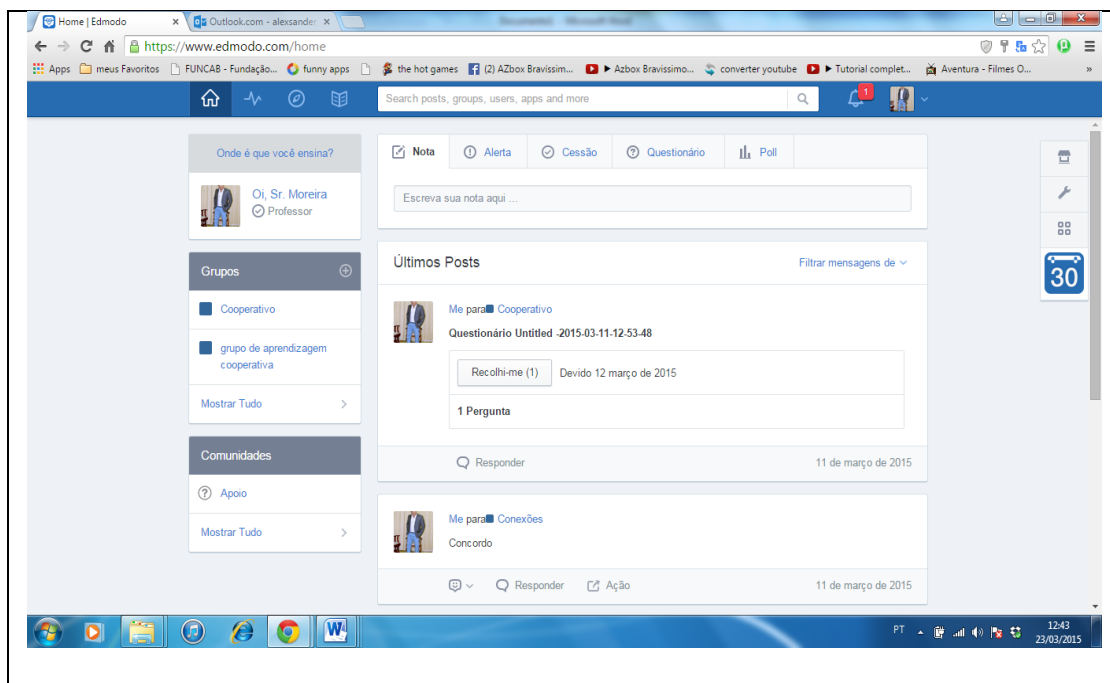 Home | Edmodo
Outlook.com - alexsande
https://www.edmodo.com/home
Apps meus Favoritos FUNCAB - Fundação... funny apps the hot games (2) AZbox Bravíssim... ► Azbox Bravissimo... converter youtube ► Tutorial complet... Aventura - Filmes O... »
Search posts, groups, users, apps and more
1
Onde é que você ensina?
Oi, Sr. Moreira
Professor
Grupos
Cooperativo
grupo de aprendizagem
cooperativa
Mostrar Tudo
Comunidades
Apoio
Mostrar Tudo
Nota Alerta Cessão Questionário Poll
Escreva sua nota aqui ...
Últimos Posts Filtrar mensagens de
Me para Cooperativo
Questionário Untitled -2015-03-11-12-53-48
Recolhi-me (1) Devido 12 março de 2015
1 Pergunta
Responder 11 de março de 2015
Me para Conexões
Concordo
Responder Ação 11 de março de 2015
30
PT
12:43
23/03/2015